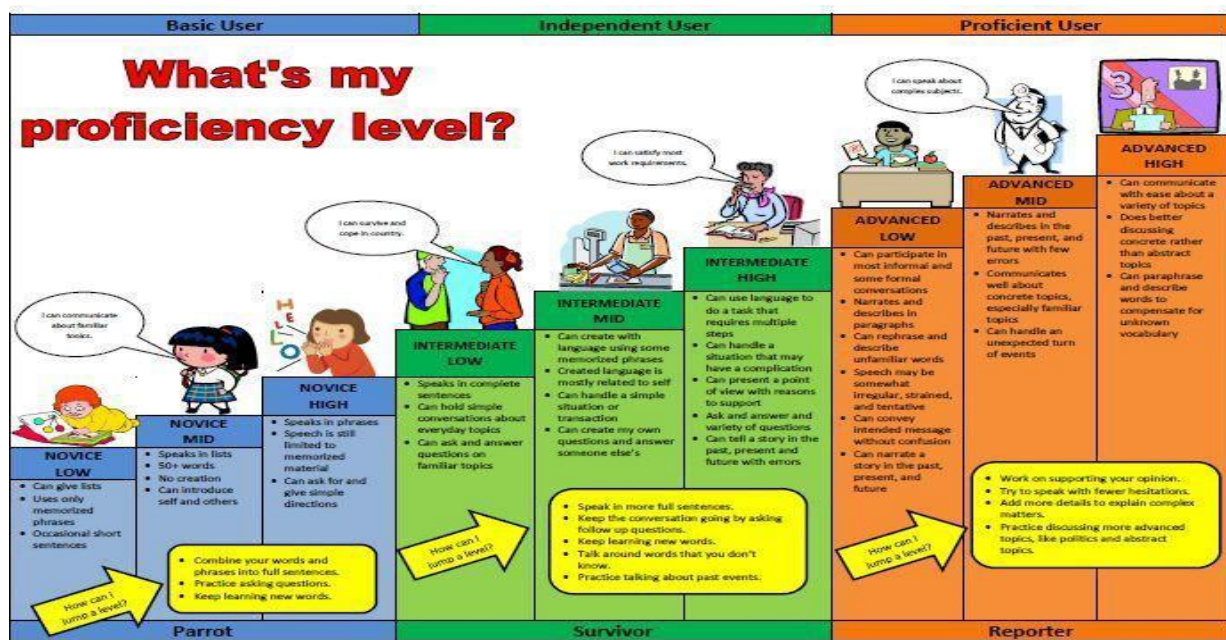 Basic User
Independent User
Proficient User
What's my
proficiency level?
I can communicate
about familiar
topics.
I can survive and
cope in country.
I can satisfy most
work requirements.
I can speak about
complex subjects.
HELLO
3
NOVICE
LOW
• Can give lists
• Uses only
memorized
phrases
• Occasional short
sentences
NOVICE
MID
• Speaks in lists
• 50+ words
• No creation
• Can introduce
self and others
NOVICE
HIGH
• Speaks in phrases
• Speech is still
limited to
memorized
material
• Can ask for and
give simple
directions
How can I
jump a level?
• Combine your words and
phrases into full sentences.
• Practice asking questions.
• Keep learning new words.
INTERMEDIATE
LOW
• Speaks in complete
sentences
• Can hold simple
conversations about
everyday topics
• Can ask and answer
questions on
familiar topics
INTERMEDIATE
MID
• Can create with
language using some
memorized phrases
• Created language is
mostly related to self
• Can handle a simple
situation or
transaction
• Can create my own
questions and answer
someone else's
INTERMEDIATE
HIGH
• Can use language to
do a task that
requires multiple
steps
• Can handle a
situation that may
have a complication
• Can present a point
of view with reasons
to support
• Ask and answer and
variety of questions
• Can tell a story in the
past, present and
future with errors
How can I
jump a level?
• Speak in more full sentences.
• Keep the conversation going by asking
follow up questions.
• Keep learning new words.
• Talk around words that you don't
know.
• Practice talking about past events.
ADVANCED
LOW
• Can participate in
most informal and
some formal
conversations
• Narrates and
describes in
paragraphs
• Can rephrase and
describe
unfamiliar words
• Speech may be
somewhat
irregular, strained,
and tentative
• Can convey
intended message
without confusion
• Can narrate a
story in the past,
present, and
future
ADVANCED
MID
• Narrates and
describes in the
past, present, and
future with few
errors
• Communicates
well about
concrete topics,
especially familiar
topics
• Can handle an
unexpected turn
of events
ADVANCED
HIGH
• Can communicate
with ease about a
variety of topics
• Does better
discussing
concrete rather
than abstract
topics
• Can paraphrase
and describe
words to
compensate for
unknown
vocabulary
How can I
jump a level?
• Work on supporting your opinion.
• Try to speak with fewer hesitations.
• Add more details to explain complex
matters.
• Practice discussing more advanced
topics, like politics and abstract
topics.
Parrot
Survivor
Reporter